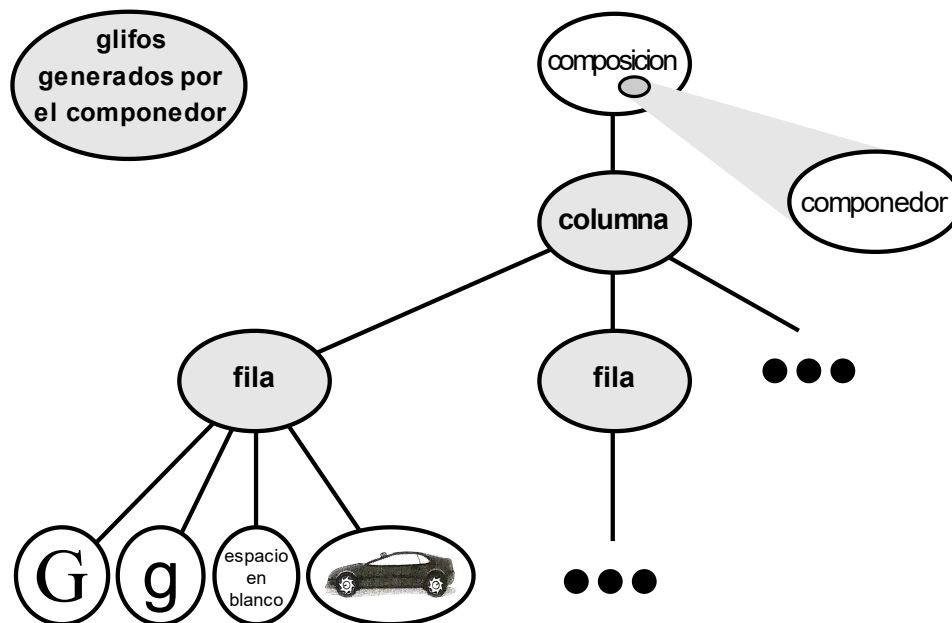 glifos
generados por
el componedor
composicion
componedor
columna
fila
fila
G
g
espacio
en
blanco